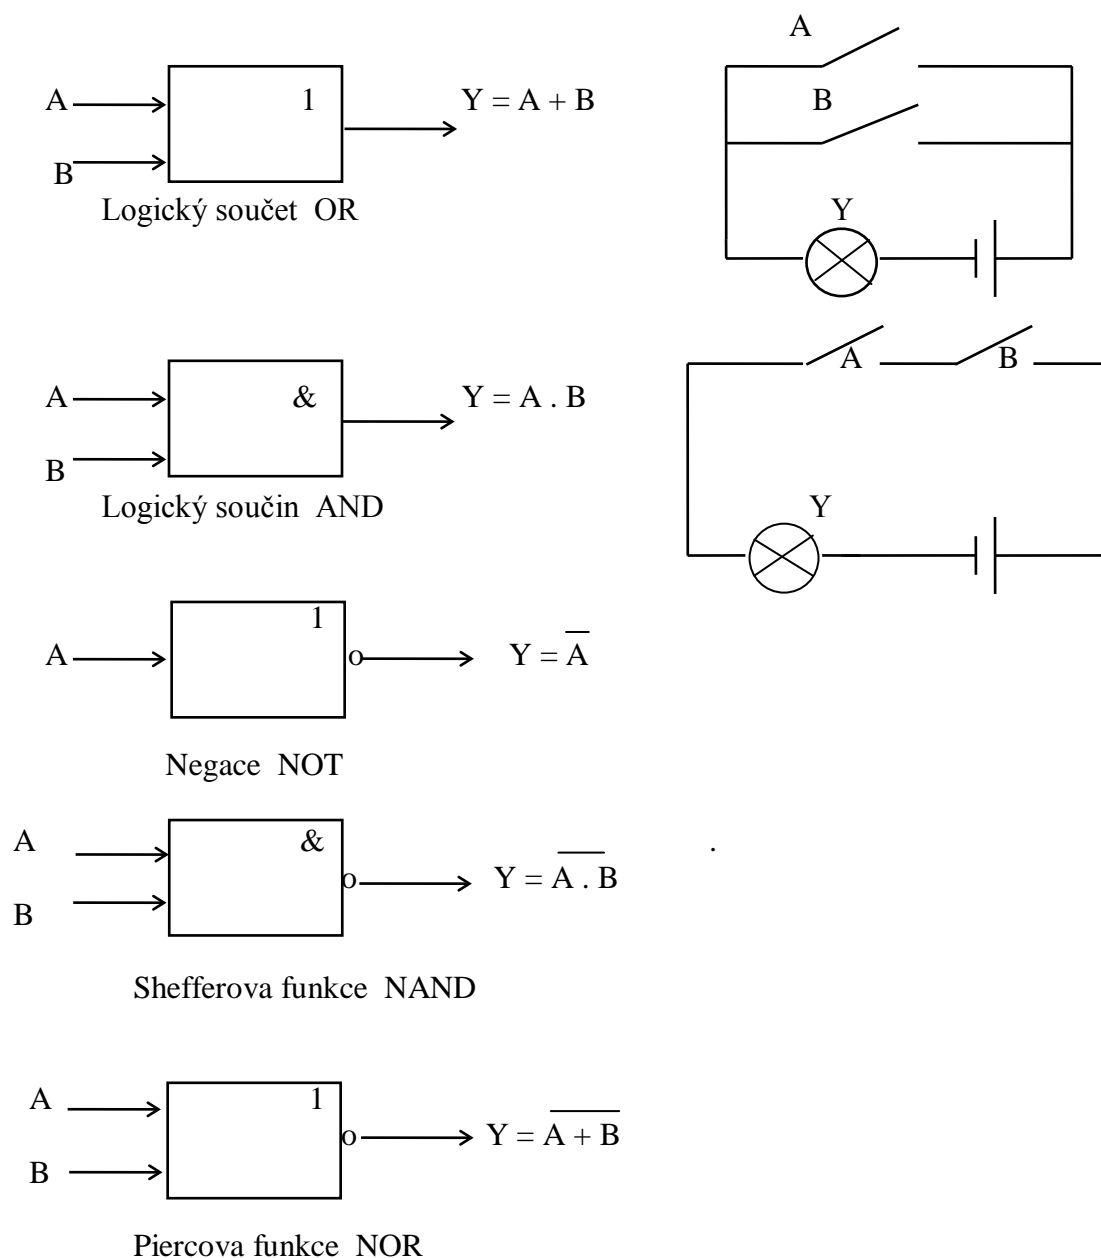 A
1
Y = A + B
B
Logický součet OR
A
B
Y
A
&
Y = A . B
B
Logický součin AND
A
B
Y
1
A
o
Y = A̅
Negace NOT
A
&
B
o
Y = A̅ ̅.̅ ̅B̅
.
Shefferova funkce NAND
A
1
B
o
Y = A̅ ̅+̅ ̅B̅
Piercova funkce NOR